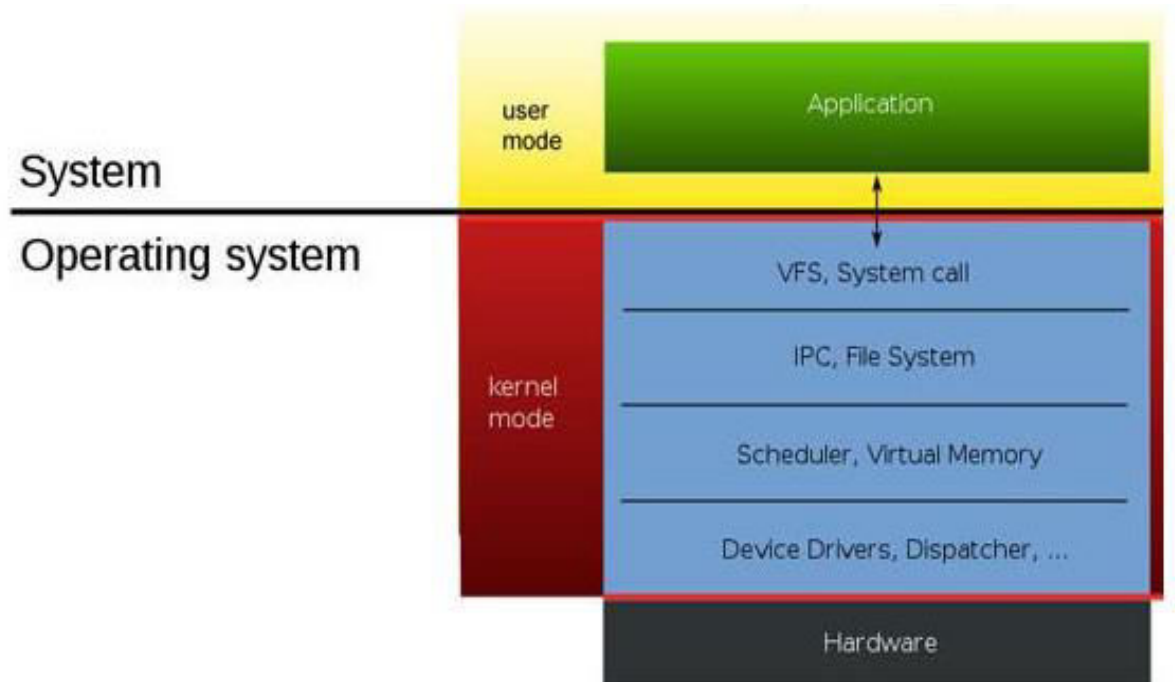 user
mode
Application
System
Operating system
VFS, System call
IPC, File System
kernel
mode
Scheduler, Virtual Memory
Device Drivers, Dispatcher, ...
Hardware